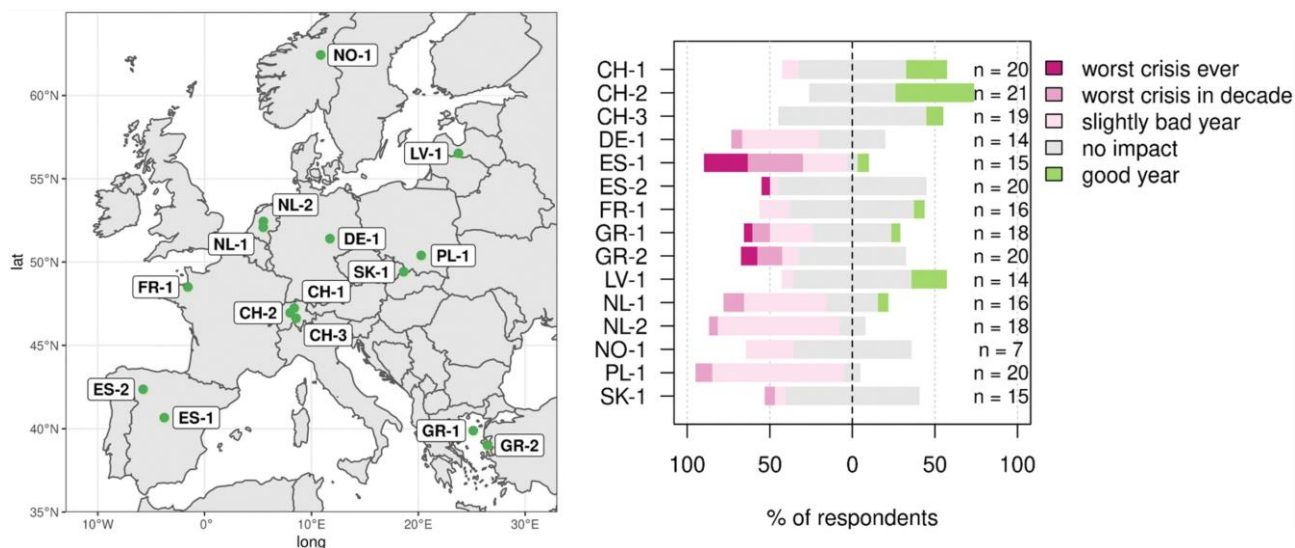 60°N
55°N
50°N
45°N
40°N
35°N
lat
10°W 0° 10°E 20°E 30°E
long
NO-1
LV-1
NL-2
NL-1
DE-1
PL-1
SK-1
FR-1
CH-1
CH-2
CH-3
ES-2
ES-1
GR-1
GR-2
CH-1 n = 20
CH-2 n = 21
CH-3 n = 19
DE-1 n = 14
ES-1 n = 15
ES-2 n = 20
FR-1 n = 16
GR-1 n = 18
GR-2 n = 20
LV-1 n = 14
NL-1 n = 16
NL-2 n = 18
NO-1 n = 7
PL-1 n = 20
SK-1 n = 15
100 50 0 50 100
% of respondents
worst crisis ever
worst crisis in decade
slightly bad year
no impact
good year